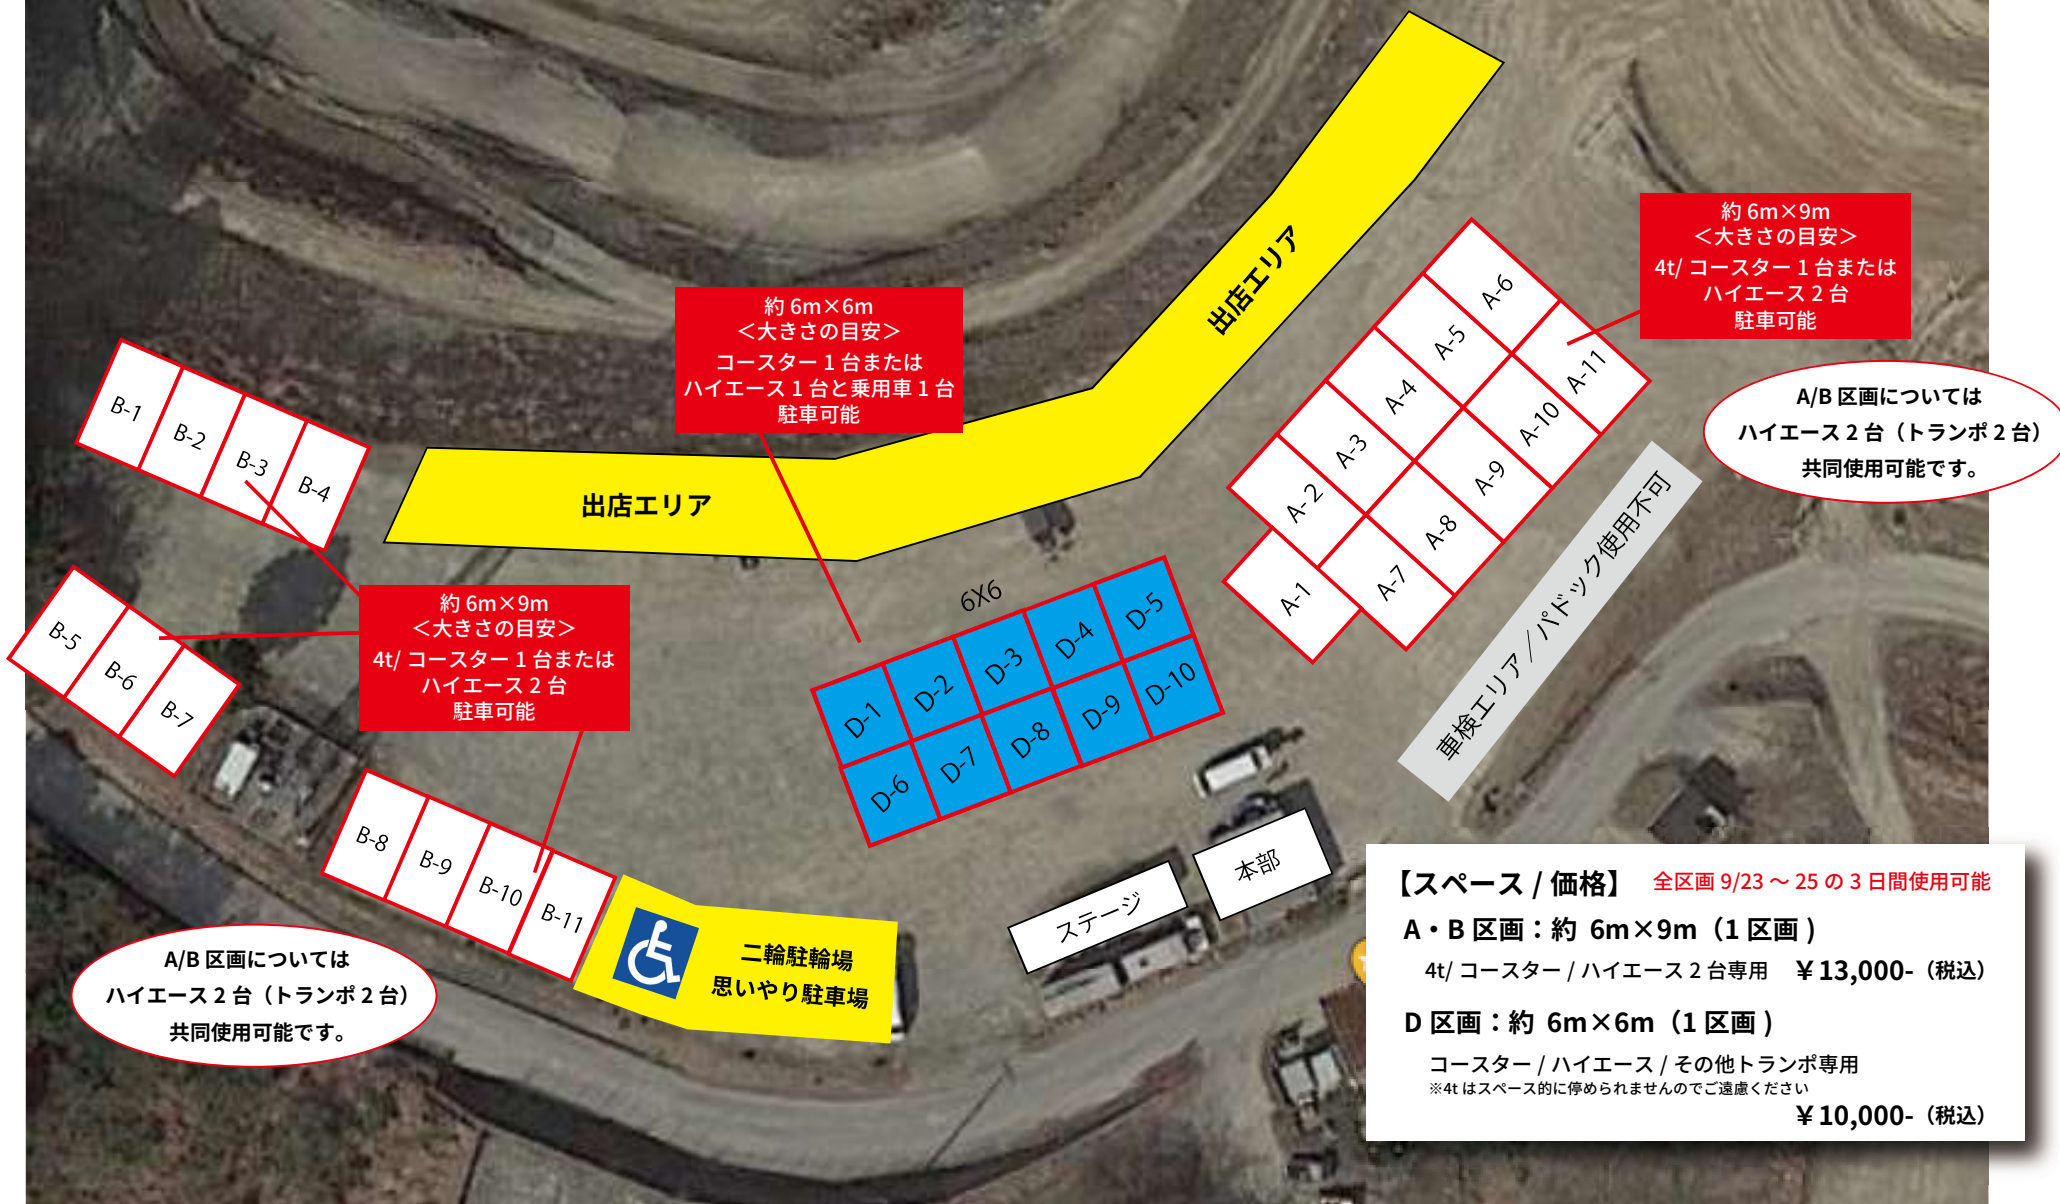 約 6m×9m
＜大きさの目安＞
4t/ コースター 1 台または
ハイエース 2 台
駐車可能
A/B 区画については
ハイエース 2 台（トランポ 2 台）
共同使用可能です。
約 6m×6m
＜大きさの目安＞
コースター 1 台または
ハイエース 1 台と乗用車 1 台
駐車可能
出店エリア
出店エリア
A-6
A-5
A-4
A-3
A-2
A-1
A-11
A-10
A-9
A-8
A-7
車検エリア／パドック使用不可
B-1
B-2
B-3
B-4
B-5
B-6
B-7
約 6m×9m
＜大きさの目安＞
4t/ コースター 1 台または
ハイエース 2 台
駐車可能
6X6
D-1
D-2
D-3
D-4
D-5
D-6
D-7
D-8
D-9
D-10
B-8
B-9
B-10
B-11
二輪駐輪場
思いやり駐車場
ステージ
本部
A/B 区画については
ハイエース 2 台（トランポ 2 台）
共同使用可能です。
【スペース / 価格】 全区画 9/23 ～ 25 の 3 日間使用可能
A・B 区画：約 6m×9m（1 区画 )
4t/ コースター / ハイエース 2 台専用 ￥13,000-（税込）
D 区画：約 6m×6m（1 区画 )
コースター / ハイエース / その他トランポ専用
※4t はスペース的に停められませんのでご遠慮ください
￥10,000-（税込）